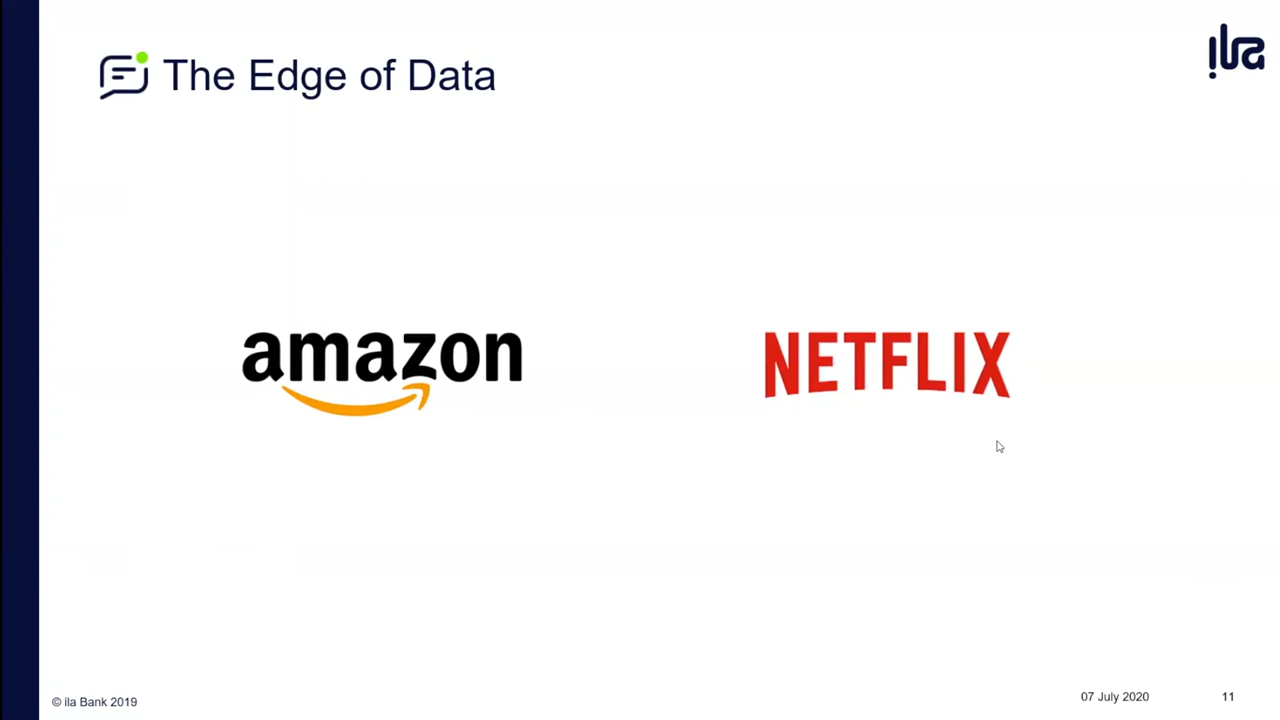 The Edge of Data
ila
amazon
NETFLIX
© ila Bank 2019
07 July 2020
11